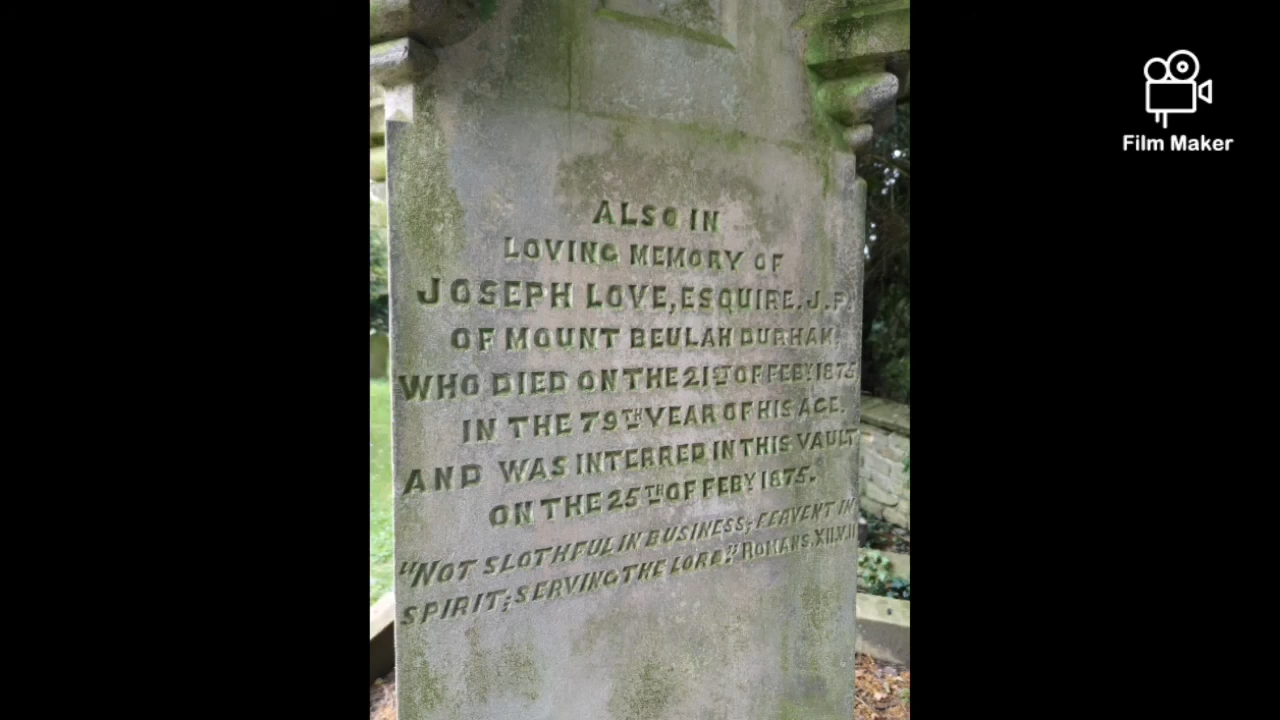 ALSO IN
LOVING MEMORY OF
JOSEPH LOVE, ESQUIRE. J.P.
OF MOUNT BEULAH DURHAM,
WHO DIED ON THE 21ST OF FEBY 1875
IN THE 79TH YEAR OF HIS AGE.
AND WAS INTERRED IN THIS VAULT
ON THE 25TH OF FEBY 1875.
"NOT SLOTHFUL IN BUSINESS; FERVENT IN
SPIRIT; SERVING THE LORD." ROMANS. XII. V. II
Film Maker